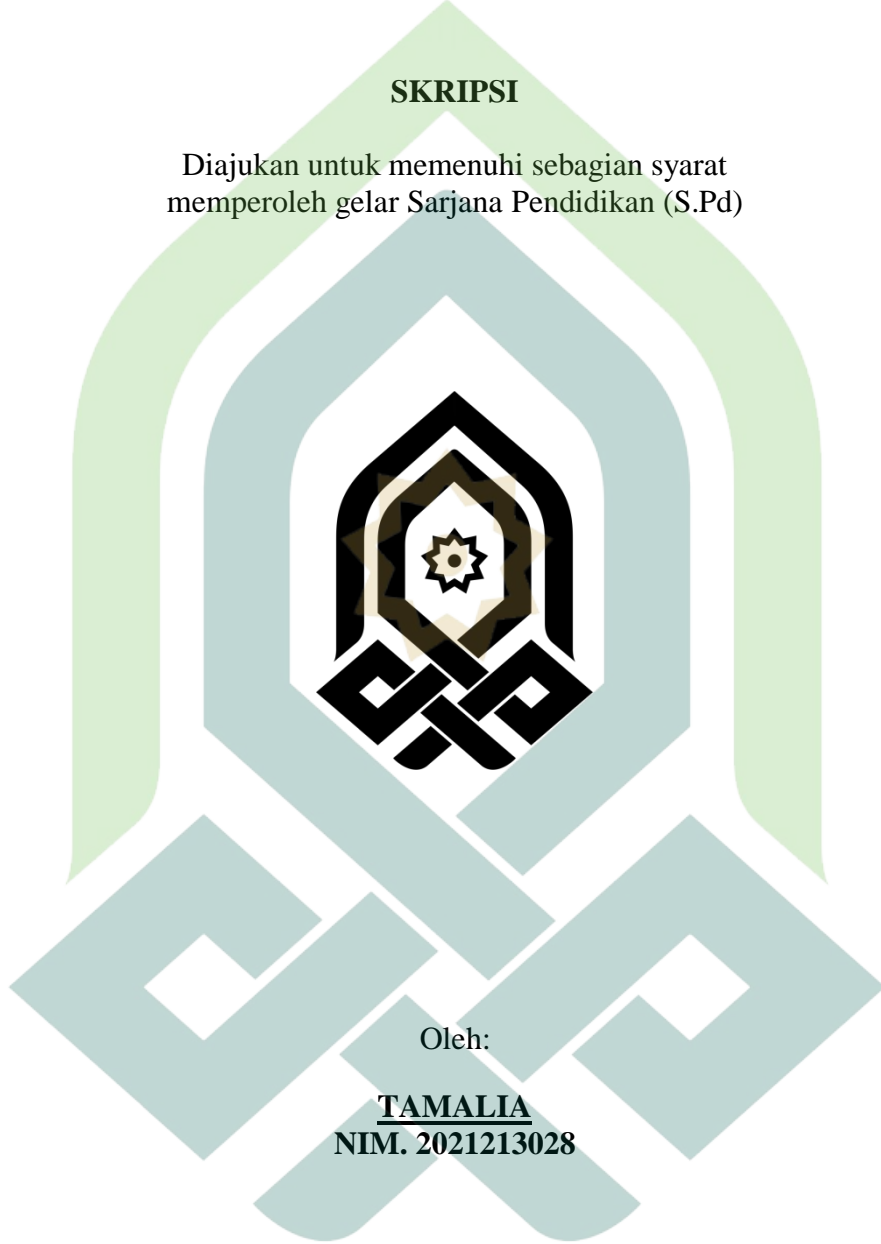 SKRIPSI
Diajukan untuk memenuhi sebagian syarat
memperoleh gelar Sarjana Pendidikan (S.Pd)
Oleh:
TAMALIA
NIM. 2021213028